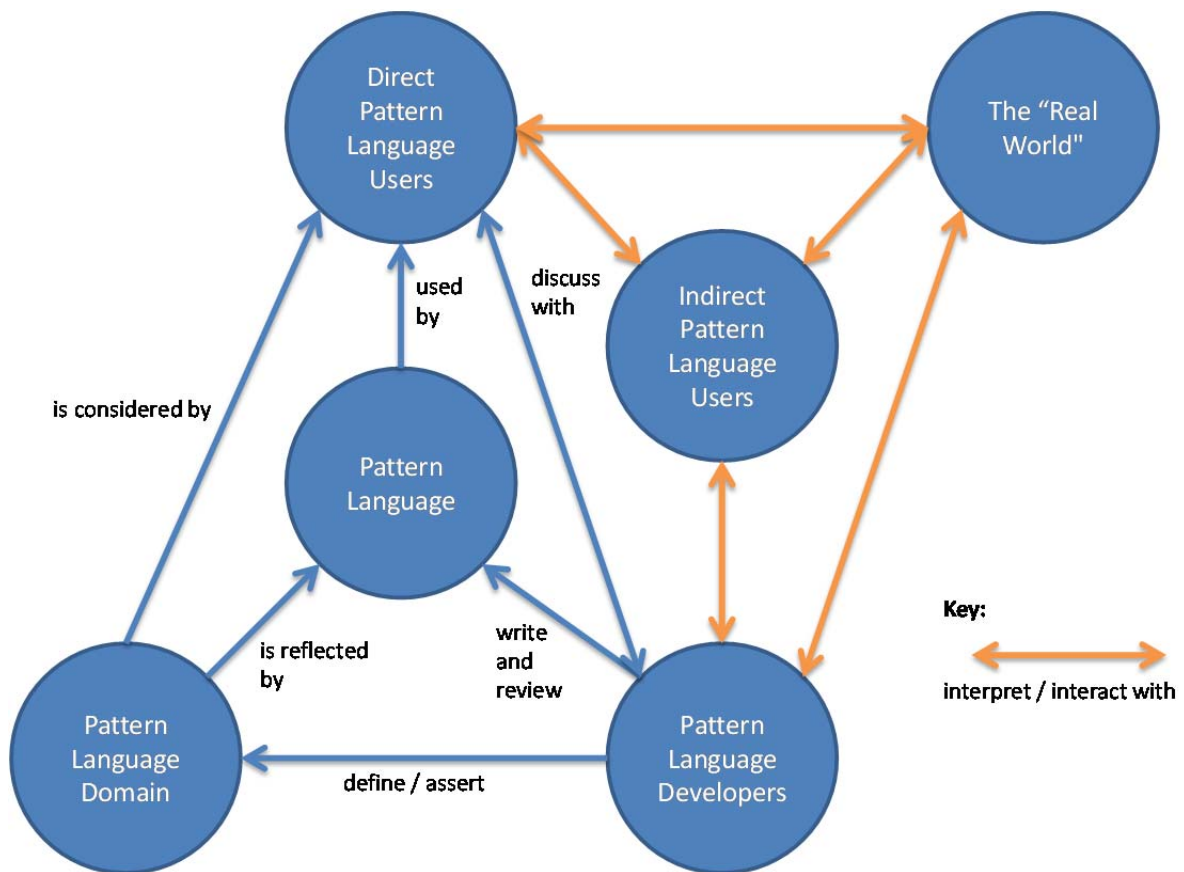 Direct
Pattern
Language
Users
The “Real
World"
discuss
with
used
by
Indirect
Pattern
Language
Users
is considered by
Pattern
Language
Key:
interpret / interact with
is reflected
by
write
and
review
Pattern
Language
Domain
define / assert
Pattern
Language
Developers